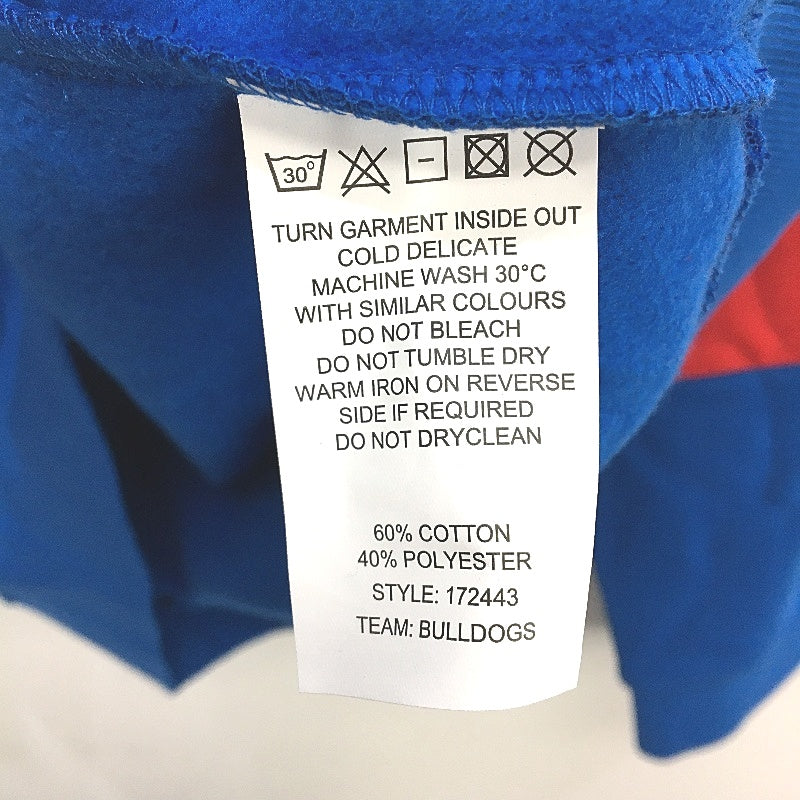 30°
TURN GARMENT INSIDE OUT
COLD DELICATE
MACHINE WASH 30°C
WITH SIMILAR COLOURS
DO NOT BLEACH
DO NOT TUMBLE DRY
WARM IRON ON REVERSE
SIDE IF REQUIRED
DO NOT DRYCLEAN
60% COTTON
40% POLYESTER
STYLE: 172443
TEAM: BULLDOGS